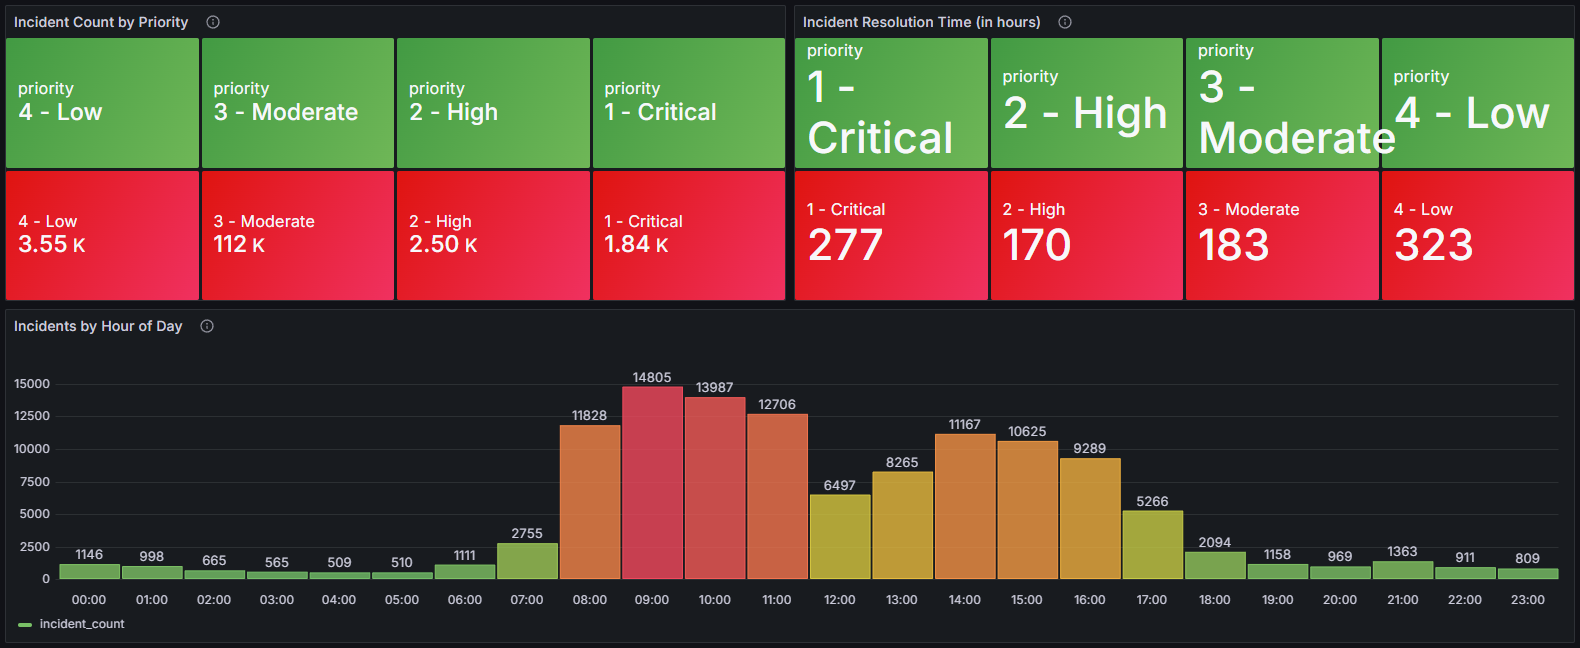 Incident Count by Priority
priority
4 - Low
priority
3 - Moderate
priority
2 - High
priority
1 - Critical
4 - Low
3.55 K
3 - Moderate
112 K
2 - High
2.50 K
1 - Critical
1.84 K
Incident Resolution Time (in hours)
priority
1 -
Critical
priority
2 - High
priority
3 -
Moderate
priority
4 - Low
1 - Critical
277
2 - High
170
3 - Moderate
183
4 - Low
323
Incidents by Hour of Day
15000
12500
10000
7500
5000
2500
0
1146
998
665
565
509
510
1111
2755
11828
14805
13987
12706
6497
8265
11167
10625
9289
5266
2094
1158
969
1363
911
809
00:00 01:00 02:00 03:00 04:00 05:00 06:00 07:00 08:00 09:00 10:00 11:00 12:00 13:00 14:00 15:00 16:00 17:00 18:00 19:00 20:00 21:00 22:00 23:00
incident_count